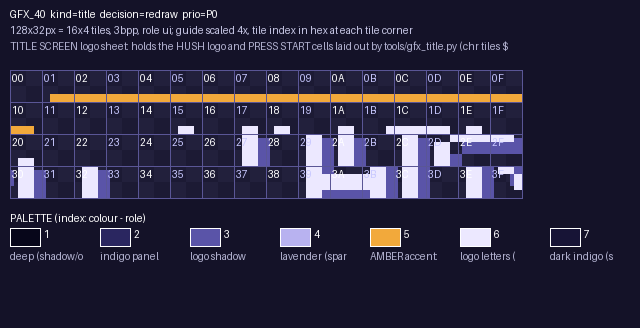 GFX_40 kind=title decision=redraw prio=P0
128x32px = 16x4 tiles, 3bpp, role ui; guide scaled 4x, tile index in hex at each tile corner
TITLE SCREEN logo sheet: holds the HUSH logo and PRESS START cells laid out by tools/gfx_title.py (chr tiles $
00 01 02 03 04 05 06 07 08 09 0A 0B 0C 0D 0E 0F
10 11 12 13 14 15 16 17 18 19 1A 1B 1C 1D 1E 1F
20 21 22 23 24 25 26 27 28 29 2A 2B 2C 2D 2E 2F
30 31 32 33 34 35 36 37 38 39 3A 3B 3C 3D 3E 3F
PALETTE (index: colour - role)
1 2 3 4 5 6 7
deep (shadow/o indigo panel logo shadow lavender (spar AMBER accent logo letters ( dark indigo (s